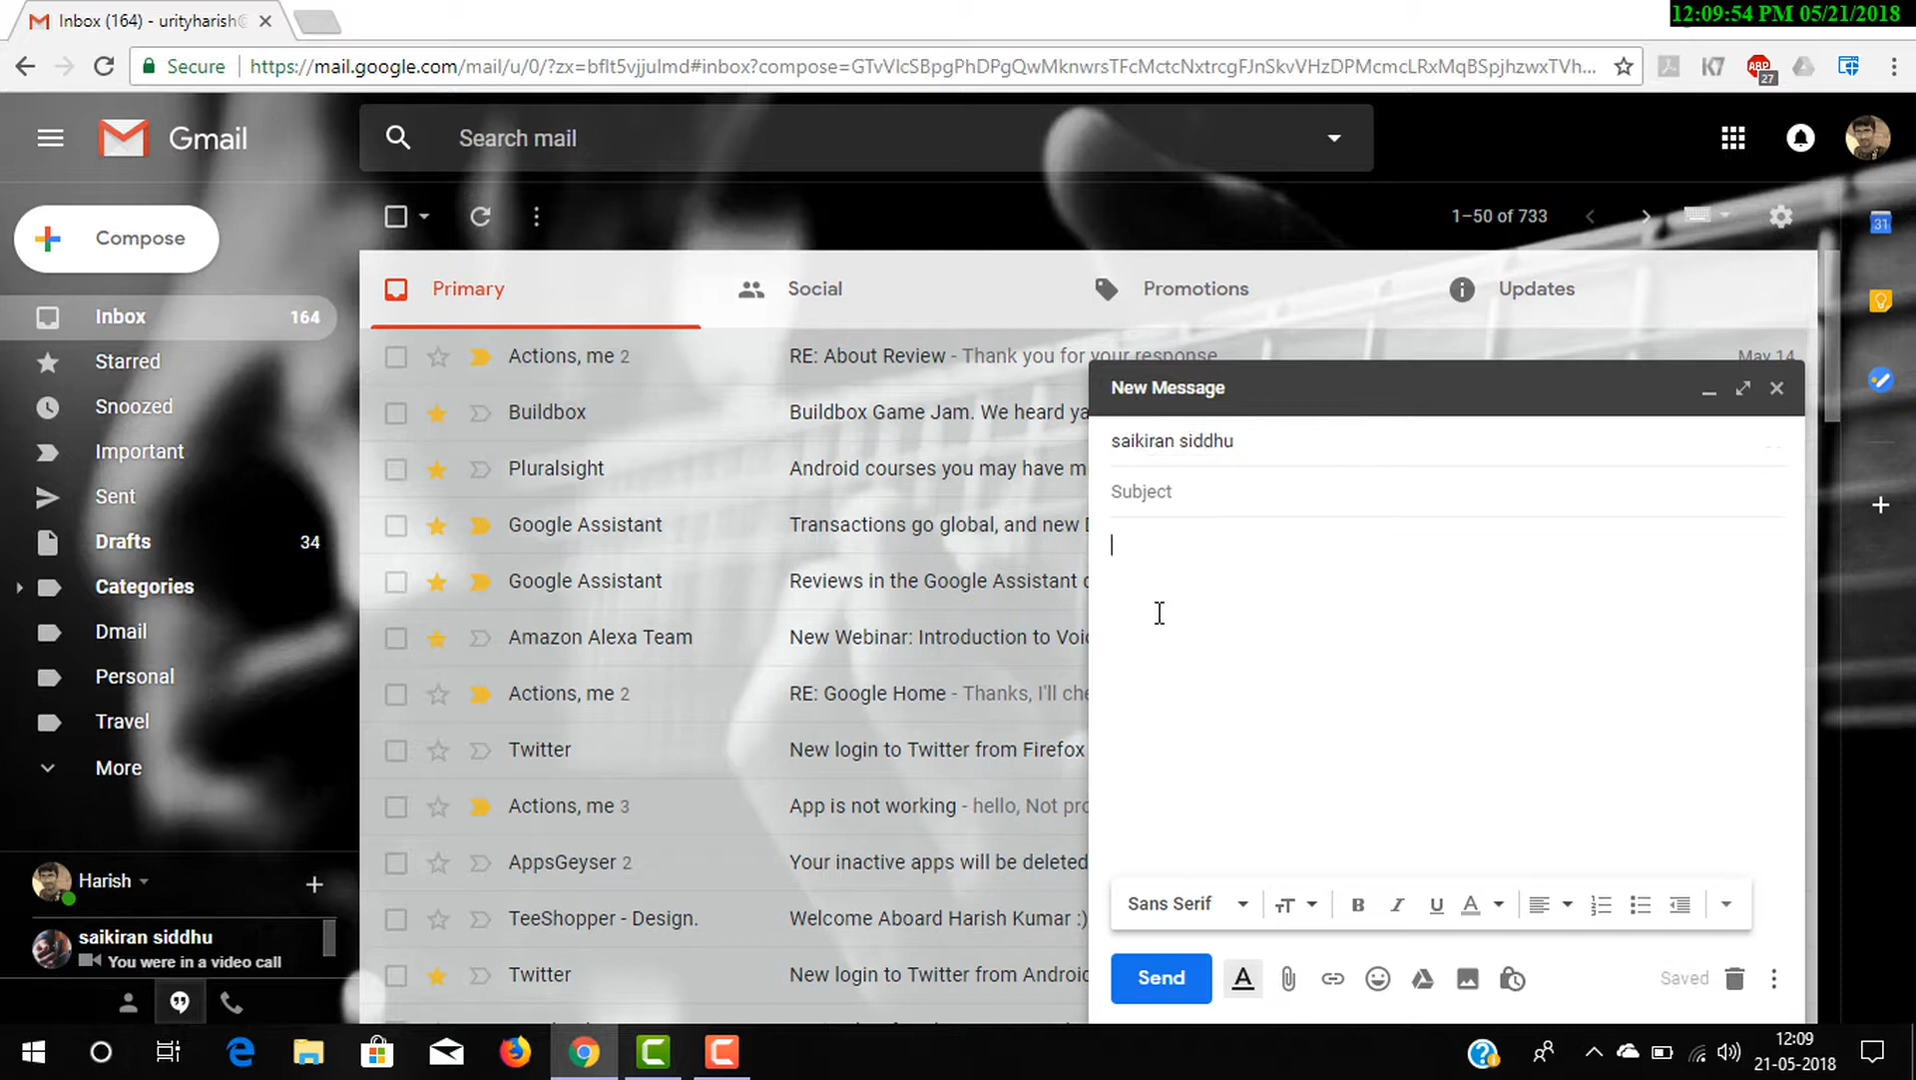 12:09:54 PM 05/21/2018
Inbox (164) - urityharish@
Secure
https://mail.google.com/mail/u/0/?zx=bflt5vjjulmd#inbox?compose=GTvVlcSBpgPhDPgQwMknwrsTFcMctcNxtrcgFJnSkvVHzDPMcmcLRxMqBSpjhzwxTVh...
K7
ABP
27
Gmail
Search mail
Compose
1–50 of 733
31
Primary
Social
Promotions
Updates
Inbox 164
Starred
Snoozed
Important
Sent
Drafts 34
Categories
Dmail
Personal
Travel
More
Actions, me 2 RE: About Review - Thank you for your response May 14
Buildbox Buildbox Game Jam. We heard ya
Pluralsight Android courses you may have m
Google Assistant Transactions go global, and new
Google Assistant Reviews in the Google Assistant
Amazon Alexa Team New Webinar: Introduction to Voi
Actions, me 2 RE: Google Home - Thanks, I'll che
Twitter New login to Twitter from Firefox
Actions, me 3 App is not working - hello, Not pro
AppsGeyser 2 Your inactive apps will be deleted
TeeShopper - Design. Welcome Aboard Harish Kumar :)
Twitter New login to Twitter from Android
New Message
saikiran siddhu
Subject
Sans Serif
B I U A
Send
A
Saved
Harish
saikiran siddhu
You were in a video call
12:09
21-05-2018